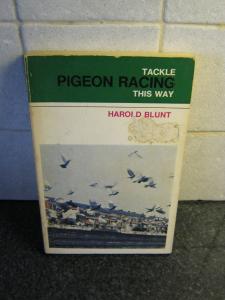 TACKLE
PIGEON RACING
THIS WAY
HAROLD BLUNT